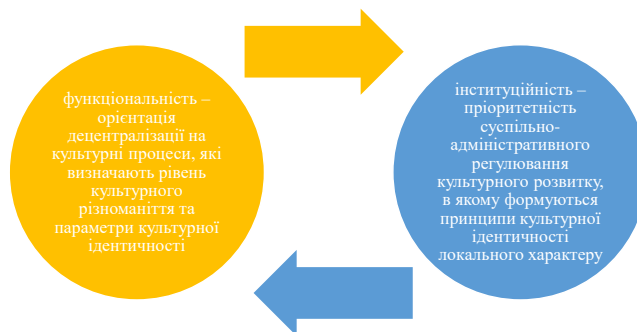 функціональність –
орієнтація
децентралізації на
культурні процеси, які
визначають рівень
культурного
різноманіття та
параметри культурної
ідентичності
інституційність –
пріоритетність
суспільно-
адміністративного
регулювання
культурного розвитку,
в якому формуються
принципи культурної
ідентичності
локального характеру